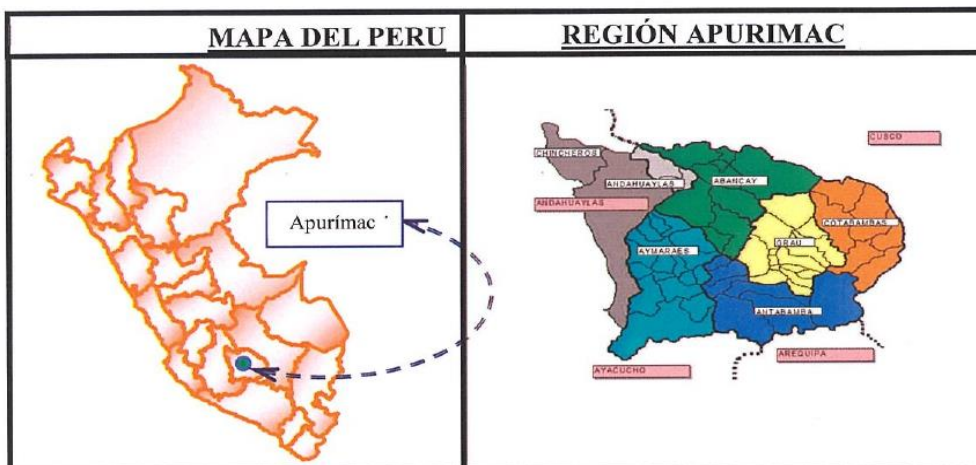 MAPA DEL PERU
REGIÓN APURIMAC
Apurímac
CUSCO
CHINCHEROS
ANDAHUAYLAS
ABANCAY
ANDAHUAYLAS
COTABAMBAS
GRAU
AYMARAES
ANTABAMBA
AREQUIPA
AYACUCHO